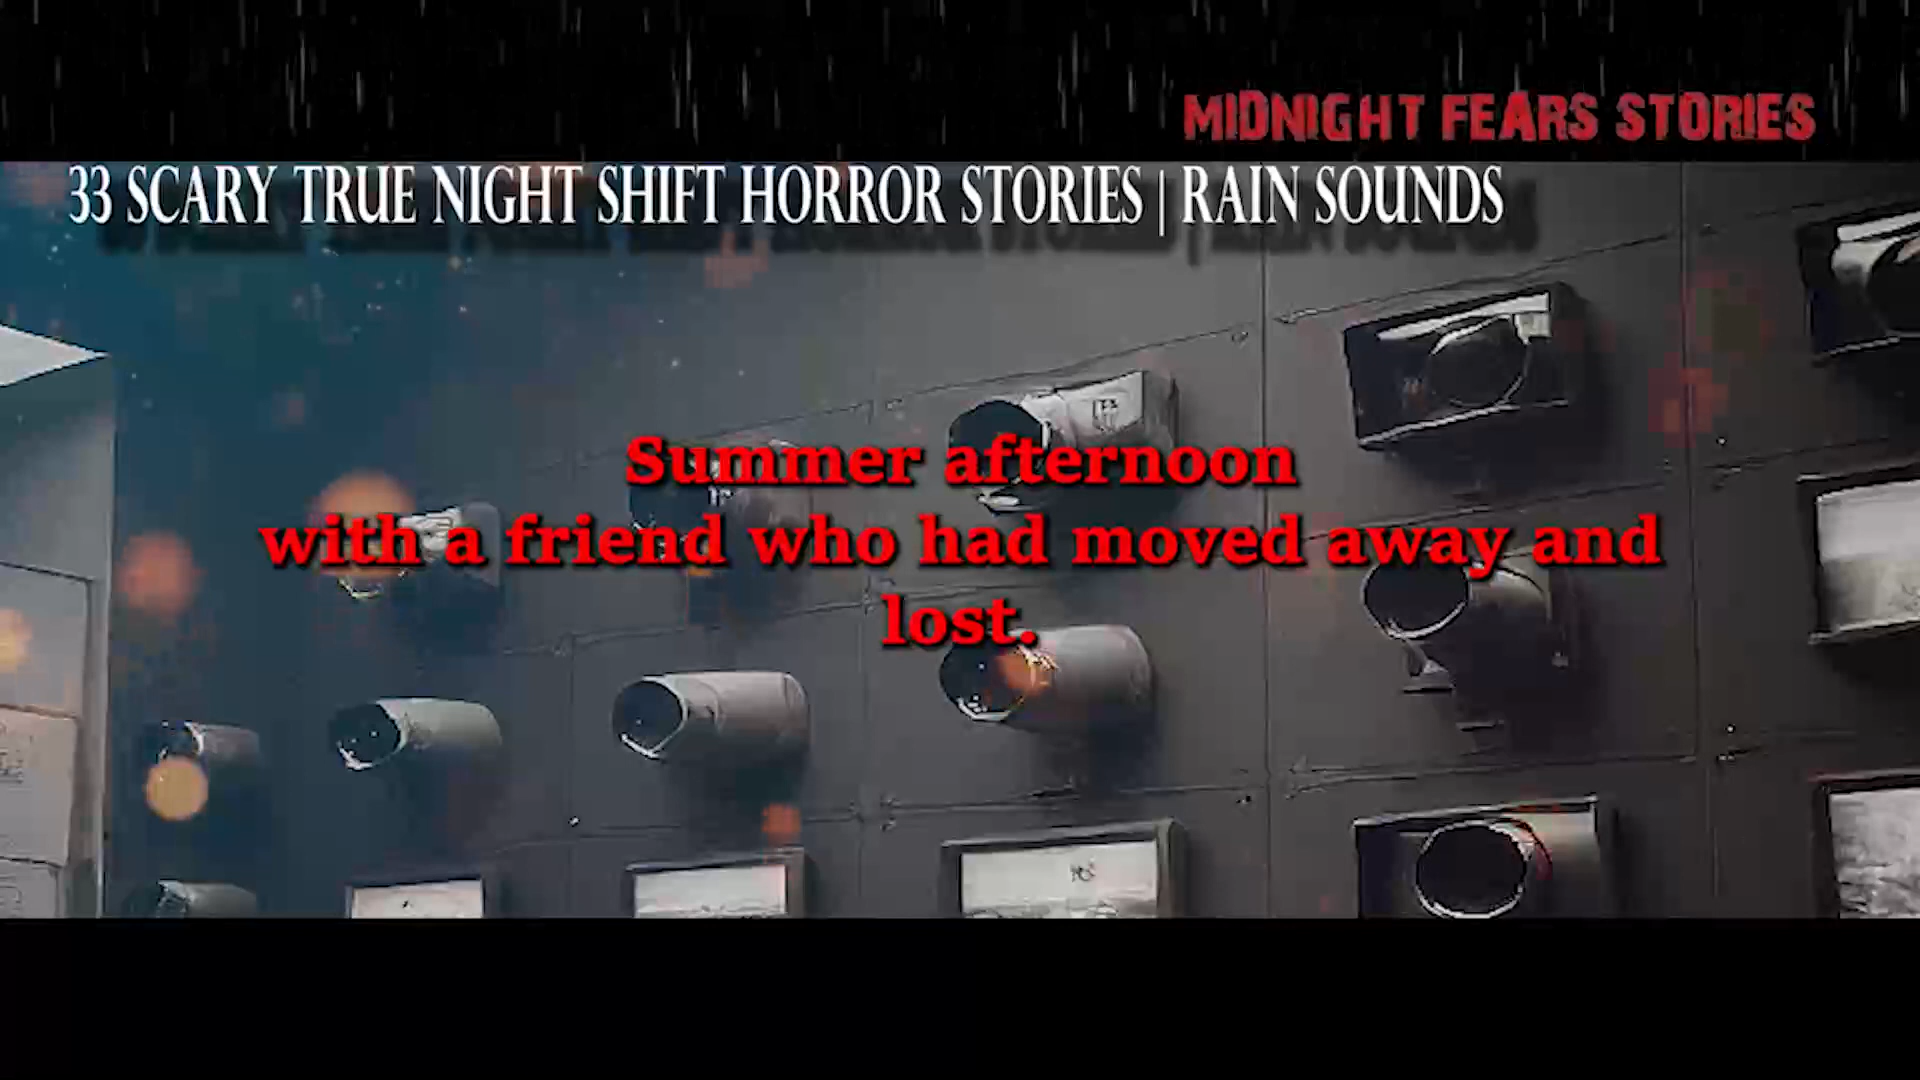 MIDNIGHT FEARS STORIES
33 SCARY TRUE NIGHT SHIFT HORROR STORIES | RAIN SOUNDS
Summer afternoon
with a friend who had moved away and
lost.